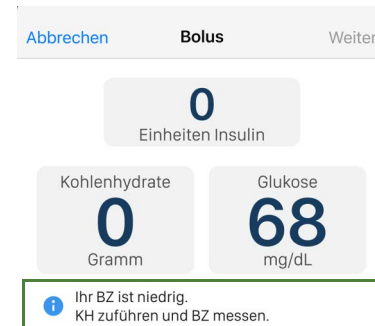 Abbrechen Bolus Weiter
0
Einheiten Insulin
Kohlenhydrate
0
Gramm
Glukose
68
mg/dL
Ihr BZ ist niedrig.
KH zuführen und BZ messen.